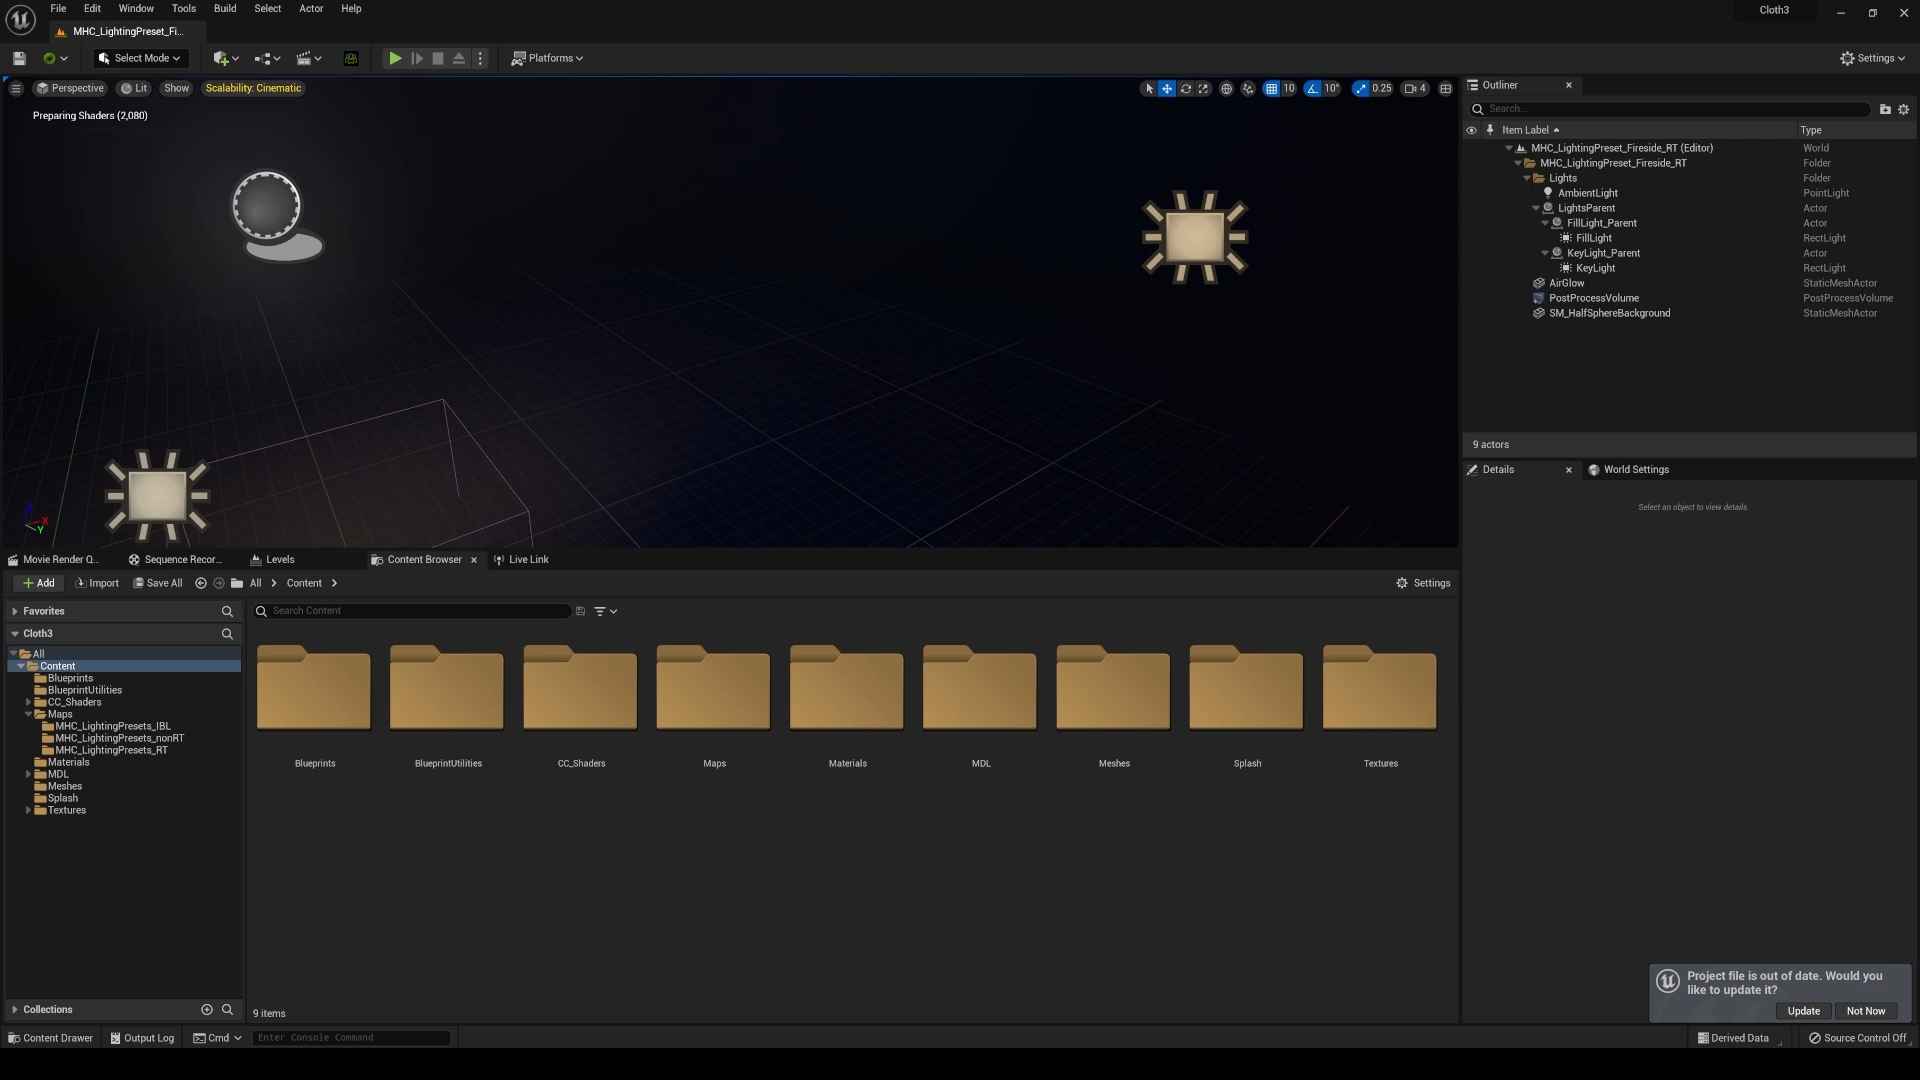 File Edit Window Tools Build Select Actor Help
Cloth3
MHC_LightingPreset_Fi...
Select Mode
Platforms
Settings
Perspective Lit Show Scalability: Cinematic
10 10° 0.25 4
Preparing Shaders (2,080)
X
Y
Outliner
Search...
Item Label Type
MHC_LightingPreset_Fireside_RT (Editor) World
MHC_LightingPreset_Fireside_RT Folder
Lights Folder
AmbientLight PointLight
LightsParent Actor
FillLight_Parent Actor
FillLight RectLight
KeyLight_Parent Actor
KeyLight RectLight
AirGlow StaticMeshActor
PostProcessVolume PostProcessVolume
SM_HalfSphereBackground StaticMeshActor
9 actors
Details World Settings
Select an object to view details.
Movie Render Q... Sequence Recor... Levels Content Browser Live Link
Add Import Save All All Content Settings
Favorites
Search Content
Cloth3
All
Content
Blueprints
BlueprintUtilities
CC_Shaders
Maps
MHC_LightingPresets_IBL
MHC_LightingPresets_nonRT
MHC_LightingPresets_RT
Materials
MDL
Meshes
Splash
Textures
Blueprints BlueprintUtilities CC_Shaders Maps Materials MDL Meshes Splash Textures
Collections
9 items
Project file is out of date. Would you
like to update it?
Update Not Now
Content Drawer Output Log Cmd Enter Console Command Derived Data Source Control Off